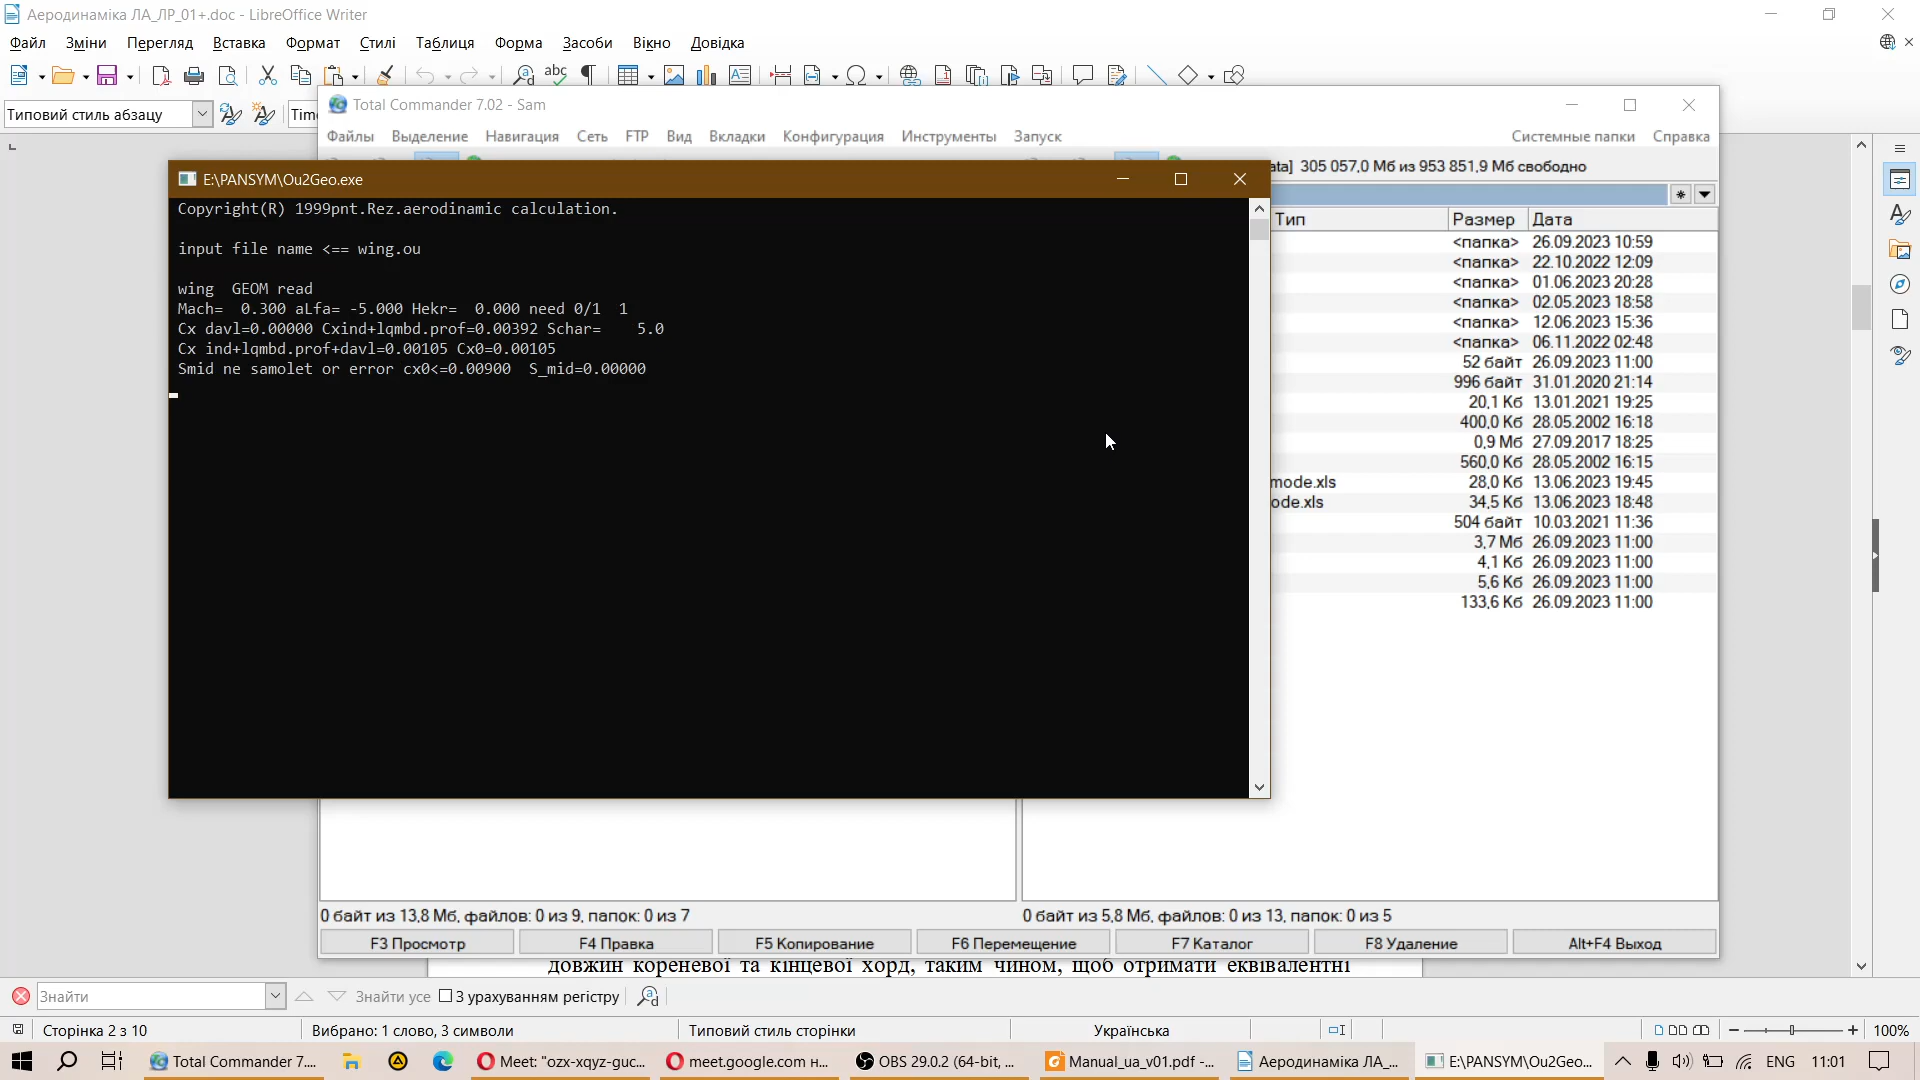 Аеродинаміка ЛА_ЛР_01+.doc - LibreOffice Writer
Файл Зміни Перегляд Вставка Формат Стилі Таблиця Форма Засоби Вікно Довідка
Типовий стиль абзацу
Total Commander 7.02 - Sam
Файлы Выделение Навигация Сеть FTP Вид Вкладки Конфигурация Инструменты Запуск Системные папки Справка
305 057,0 Мб из 953 851,9 Мб свободно
E:\PANSYM\Ou2Geo.exe
Copyright(R) 1999pnt.Rez.aerodinamic calculation.
input file name <== wing.ou
wing GEOM read
Mach= 0.300 aLfa= -5.000 Hekr= 0.000 need 0/1 1
Cx davl=0.00000 Cxind+lqmbd.prof=0.00392 Schar= 5.0
Cx ind+lqmbd.prof+davl=0.00105 Cx0=0.00105
Smid ne samolet or error cx0<=0.00900 S_mid=0.00000
* Тип Размер Дата
<папка> 26.09.2023 10:59
<папка> 22.10.2022 12:09
<папка> 01.06.2023 20:28
<папка> 02.05.2023 18:58
<папка> 12.06.2023 15:36
<папка> 06.11.2022 02:48
52 байт 26.09.2023 11:00
996 байт 31.01.2020 21:14
20,1 Кб 13.01.2021 19:25
400,0 Кб 28.05.2002 16:18
0,9 Мб 27.09.2017 18:25
560,0 Кб 28.05.2002 16:15
mode.xls 28,0 Кб 13.06.2023 19:45
ode.xls 34,5 Кб 13.06.2023 18:48
504 байт 10.03.2021 11:36
3,7 Мб 26.09.2023 11:00
4,1 Кб 26.09.2023 11:00
5,6 Кб 26.09.2023 11:00
133,6 Кб 26.09.2023 11:00
0 байт из 13,8 Мб, файлов: 0 из 9, папок: 0 из 7 0 байт из 5,8 Мб, файлов: 0 из 13, папок: 0 из 5
F3 Просмотр F4 Правка F5 Копирование F6 Перемещение F7 Каталог F8 Удаление Alt+F4 Выход
довжин кореневої та кінцевої хорд, таким чином, щоб отримати еквівалентні
Знайти Знайти усе З урахуванням регістру
Сторінка 2 з 10 Вибрано: 1 слово, 3 символи Типовий стиль сторінки Українська 100%
Total Commander 7.... Meet: "ozx-xqyz-guc... meet.google.com н... OBS 29.0.2 (64-bit, ... Manual_ua_v01.pdf -... Аеродинаміка ЛА_... E:\PANSYM\Ou2Geo... ENG 11:01